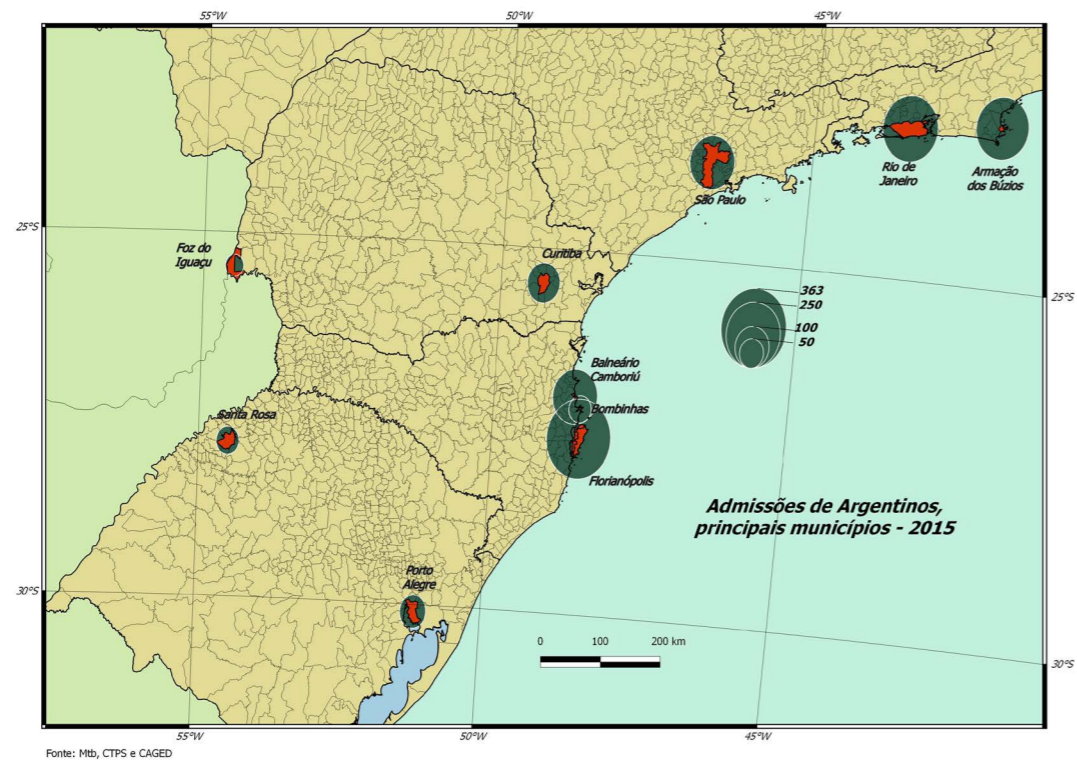 55°W
50°W
45°W
Rio de
Janeiro
Armação
dos Búzios
São Paulo
25°S
Foz do
Iguaçu
Curitiba
363
250
100
50
25°S
Balneário
Camboriú
Bombinhas
Santa Rosa
Florianópolis
Admissões de Argentinos,
principais municípios - 2015
Porto
Alegre
30°S
0 100 200 km
30°S
55°W
50°W
45°W
Fonte: Mtb, CTPS e CAGED